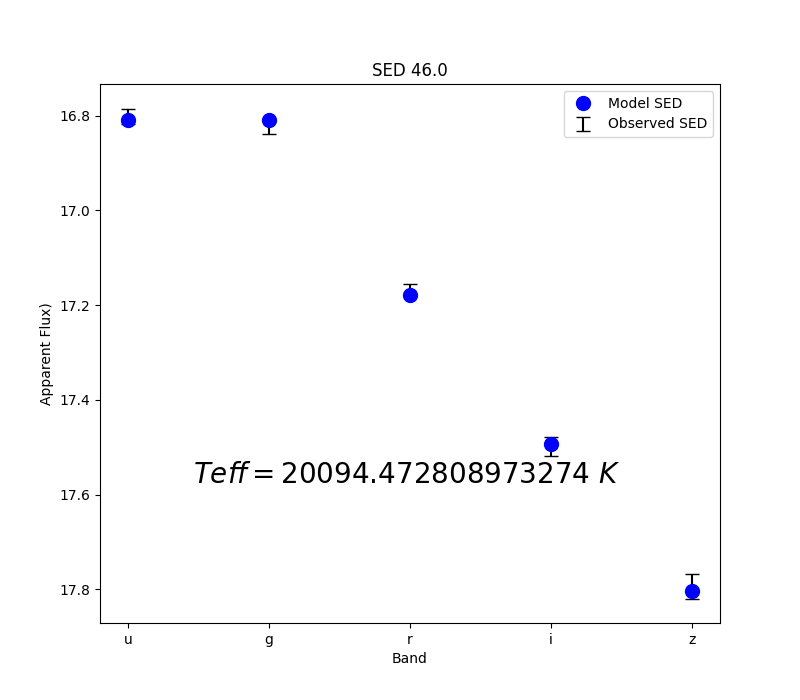 SED 46.0
Model SED
Observed SED
16.8
17.0
17.2
17.4
17.6
17.8
Apparent Flux)
Teff = 20094.472808973274 K
u g r i z
Band